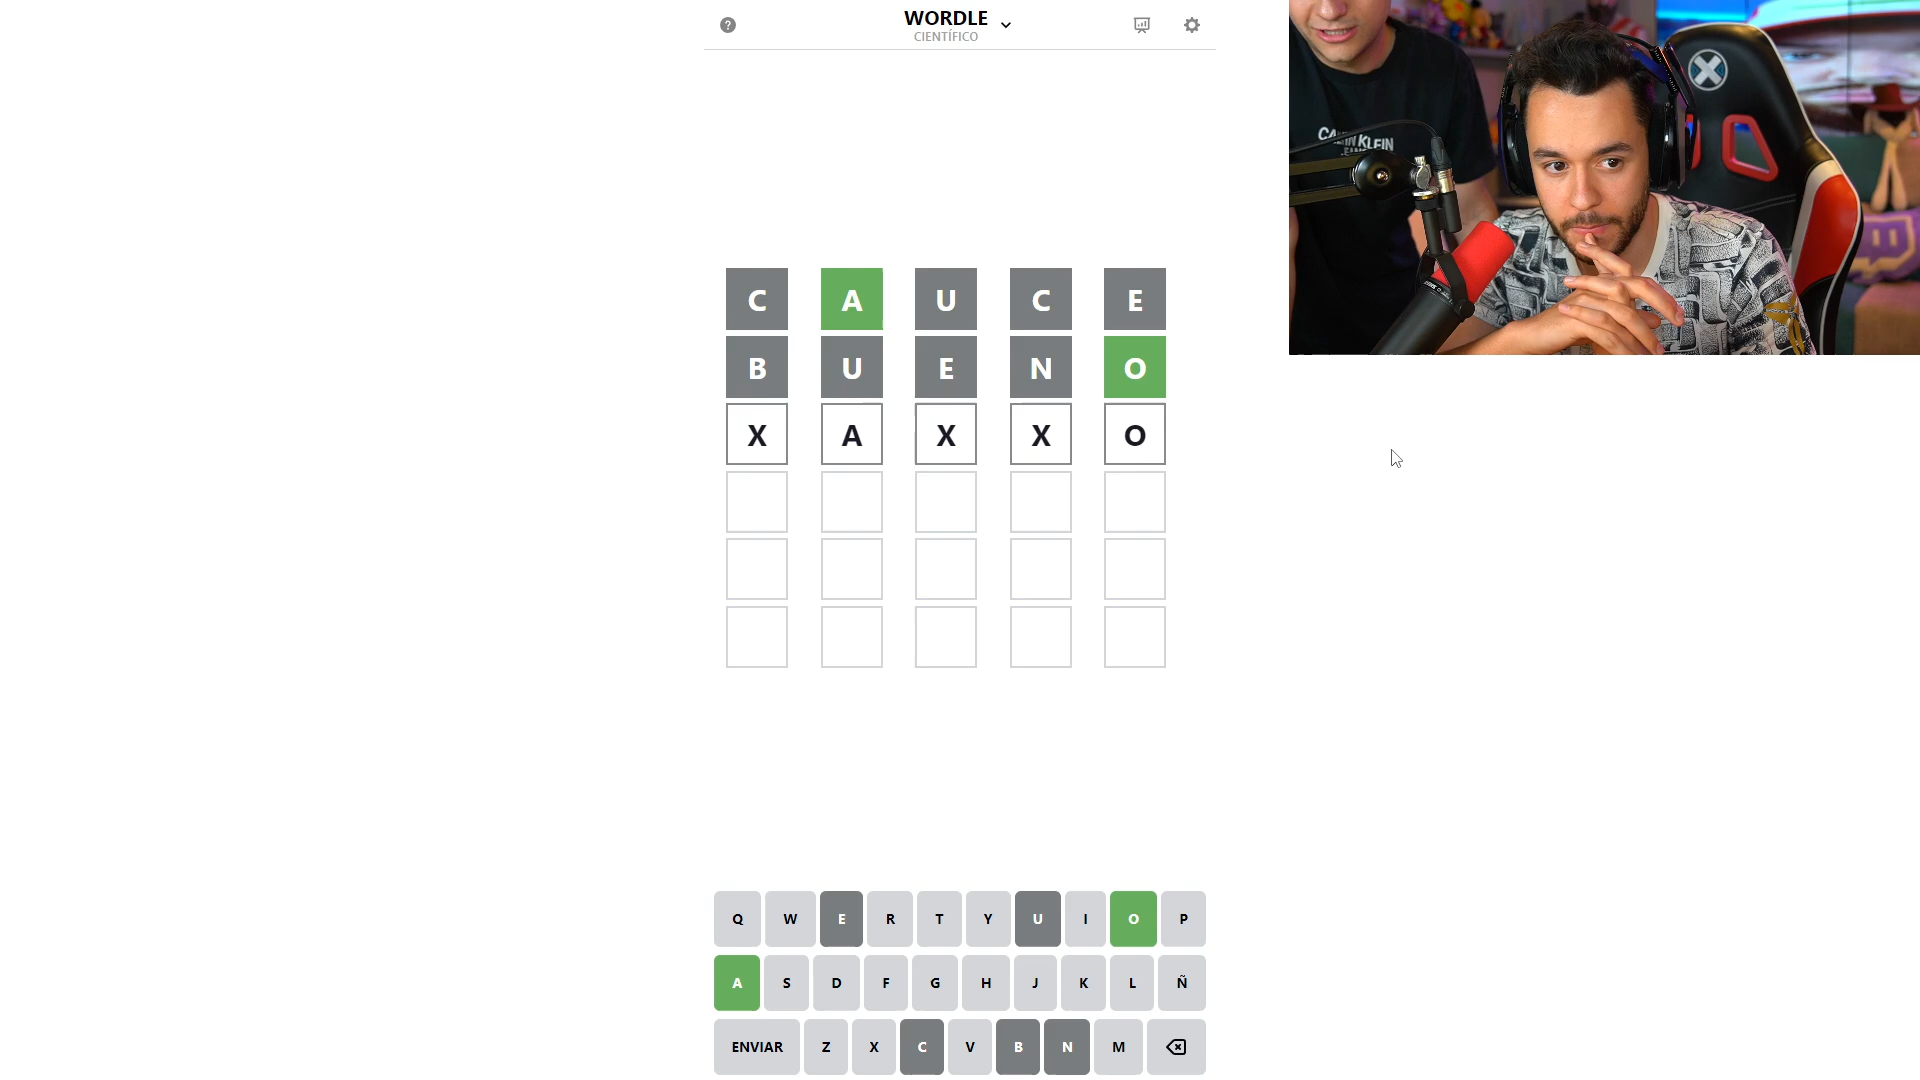 WORDLE
CIENTÍFICO
CALVIN KLEIN
C A U C E
B U E N O
X A X X O
Q W E R T Y U I O P
A S D F G H J K L Ñ
ENVIAR Z X C V B N M